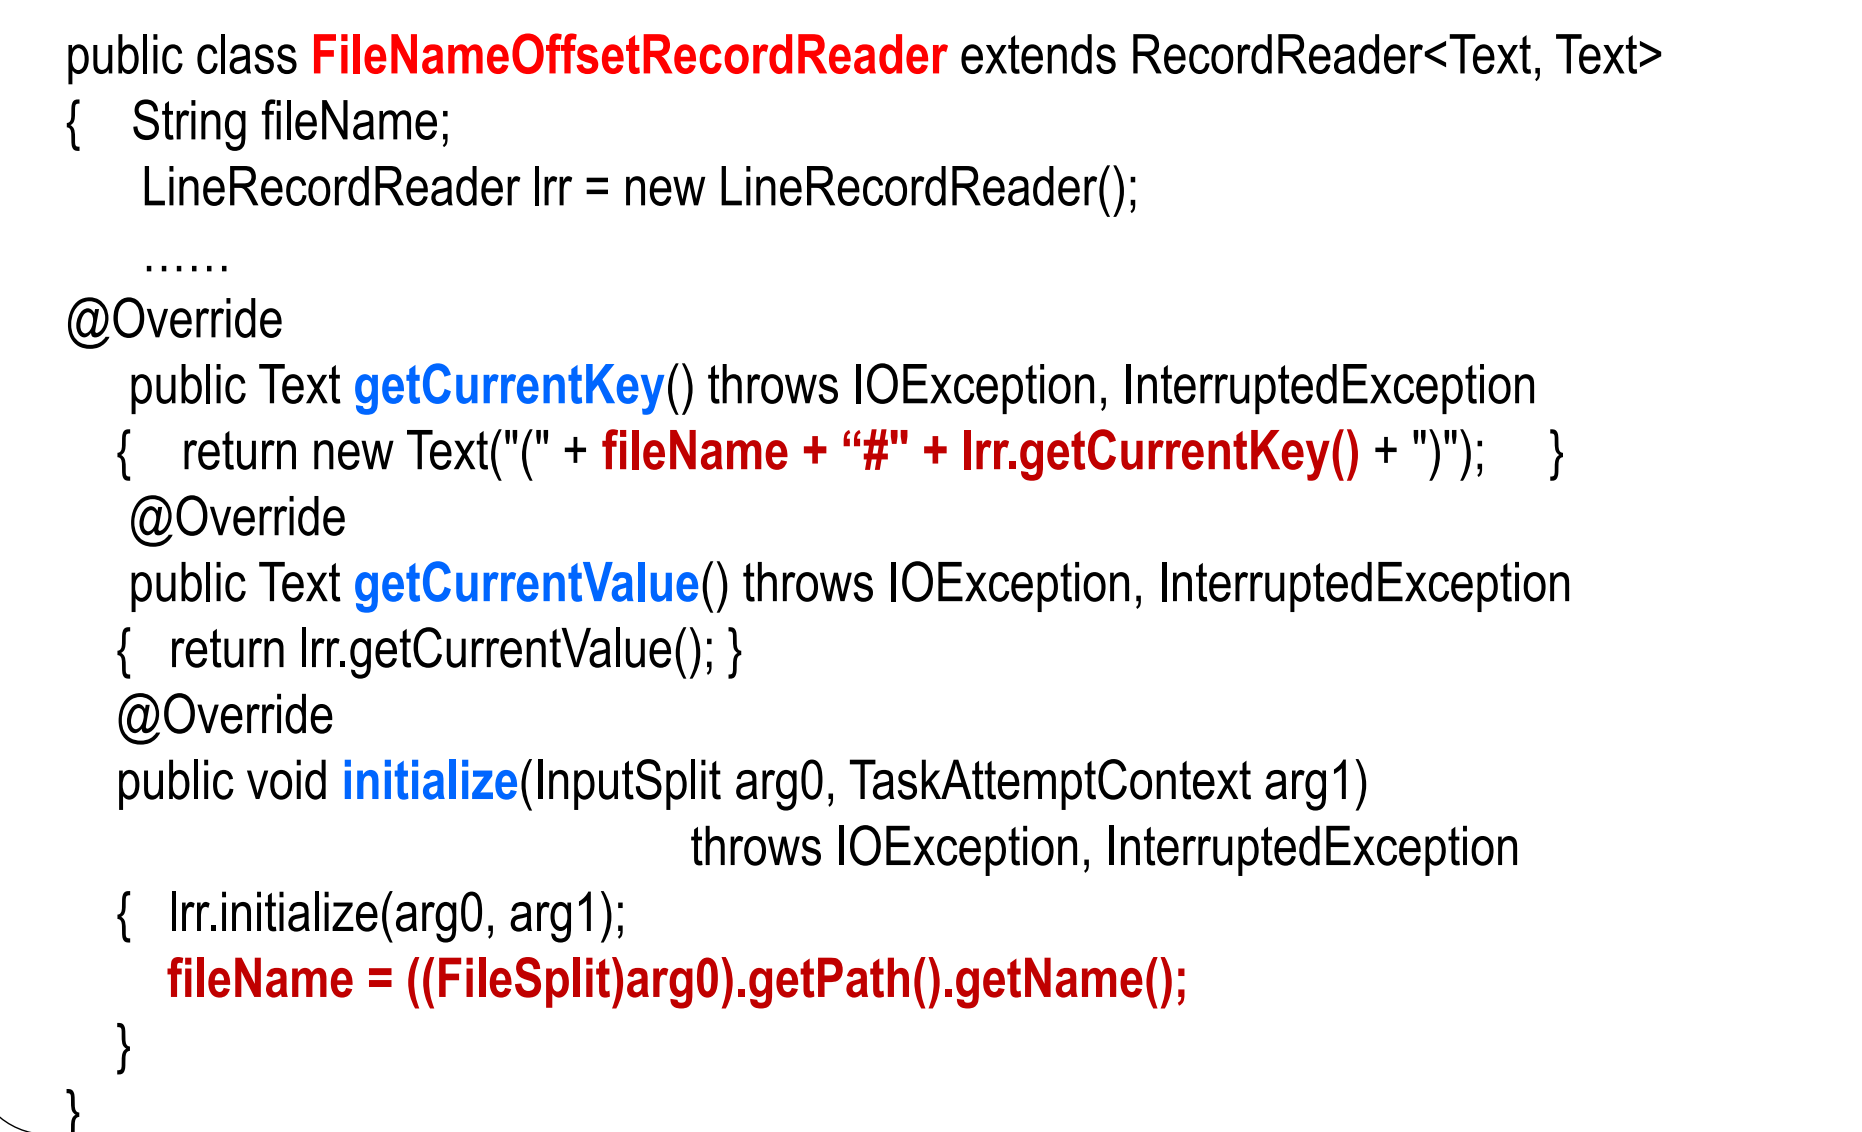 public class FileNameOffsetRecordReader extends RecordReader<Text, Text>
{ String fileName;
LineRecordReader lrr = new LineRecordReader();
……
@Override
public Text getCurrentKey() throws IOException, InterruptedException
{ return new Text("(" + fileName + “#" + lrr.getCurrentKey() + ")"); }
@Override
public Text getCurrentValue() throws IOException, InterruptedException
{ return lrr.getCurrentValue(); }
@Override
public void initialize(InputSplit arg0, TaskAttemptContext arg1)
throws IOException, InterruptedException
{ lrr.initialize(arg0, arg1);
fileName = ((FileSplit)arg0).getPath().getName();
}
}